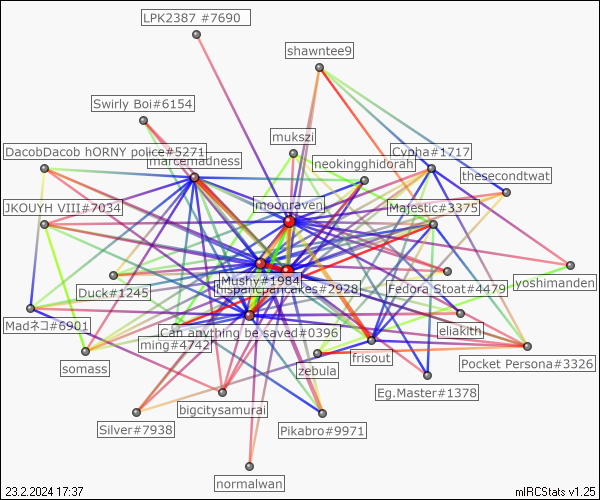 LPK2387 #7690
shawntee9
Swirly Boi#6154
mukszi
Cypha#1717
DacobDacob hORNY police#5271
marcemadness
neokingghidorah
thesecondtwat
JKOUYH VIII#7034
moonraven
Majestic#3375
Mushy#1984
Duck#1245
Fedora Stoat#4479
yoshimanden
Madネコ#6901
Can anything be saved#0396
eliakith
ming#4742
somass
zebula
frisout
Pocket Persona#3326
Eg.Master#1378
bigcitysamurai
Silver#7938
Pikabro#9971
normalwan
23.2.2024 17:37
mIRCStats v1.25